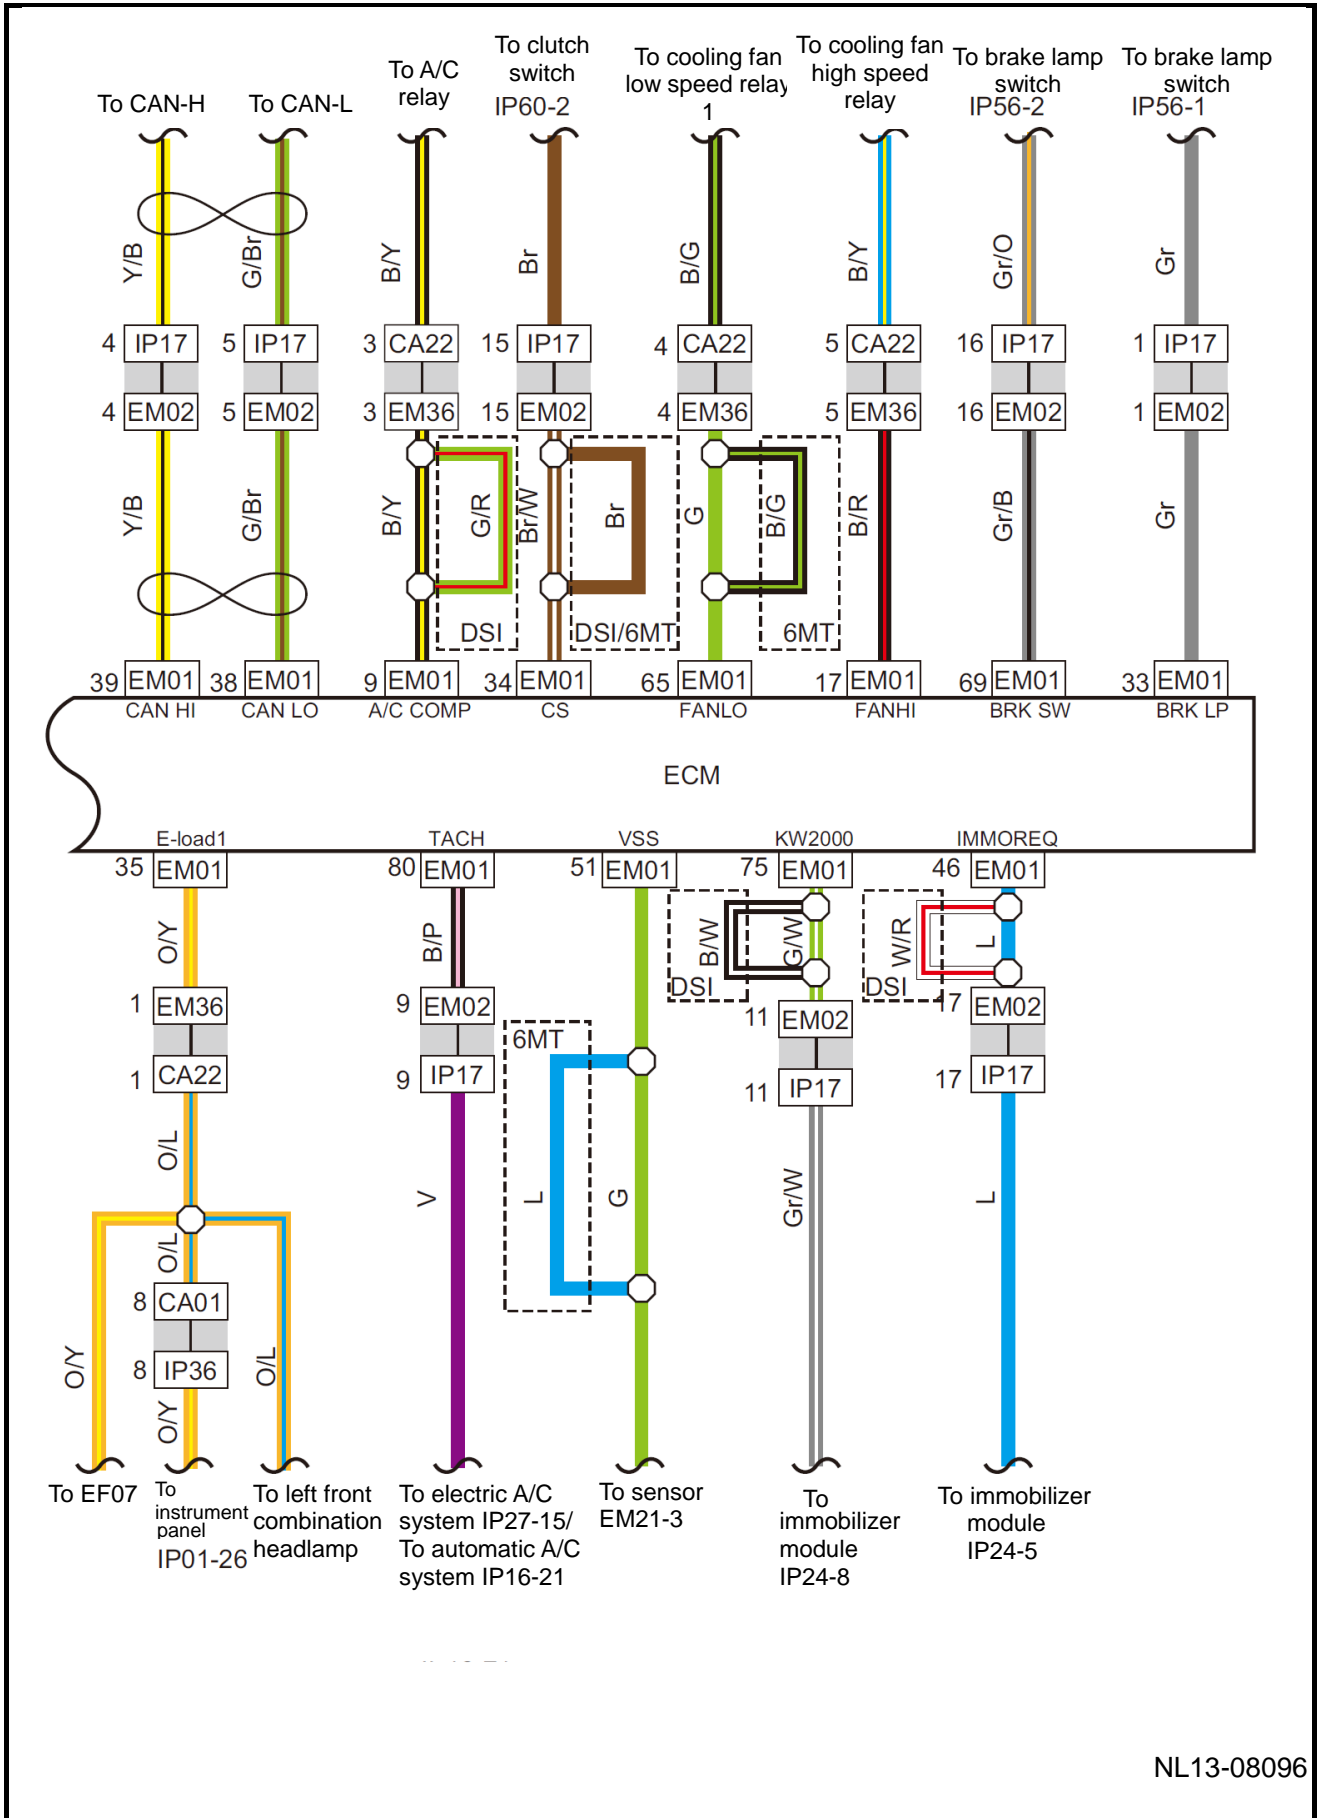 To CAN-H
To CAN-L
To A/C
relay
To clutch
switch
IP60-2
To cooling fan
low speed relay
1
To cooling fan
high speed
relay
To brake lamp
switch
IP56-2
To brake lamp
switch
IP56-1
Y/B
G/Br
B/Y
Br
B/G
B/Y
Gr/O
Gr
4 IP17
5 IP17
3 CA22
15 IP17
4 CA22
5 CA22
16 IP17
1 IP17
4 EM02
5 EM02
3 EM36
15 EM02
4 EM36
5 EM36
16 EM02
1 EM02
Y/B
G/Br
B/Y
G/R
Br/W
Br
G
B/G
B/R
Gr/B
Gr
DSI
DSI/6MT
6MT
39 EM01
38 EM01
9 EM01
34 EM01
65 EM01
17 EM01
69 EM01
33 EM01
CAN HI
CAN LO
A/C COMP
CS
FANLO
FANHI
BRK SW
BRK LP
ECM
E-load1
TACH
VSS
KW2000
IMMOREQ
35 EM01
80 EM01
51 EM01
75 EM01
46 EM01
O/Y
B/P
B/W
G/W
W/R
L
DSI
DSI
1 EM36
9 EM02
11 EM02
17 EM02
6MT
1 CA22
9 IP17
11 IP17
17 IP17
O/L
V
L
G
Gr/W
L
O/L
8 CA01
8 IP36
O/Y
O/Y
O/L
To EF07
To
instrument
panel
IP01-26
To left front
combination
headlamp
To electric A/C
system IP27-15/
To automatic A/C
system IP16-21
To sensor
EM21-3
To
immobilizer
module
IP24-8
To immobilizer
module
IP24-5
NL13-08096